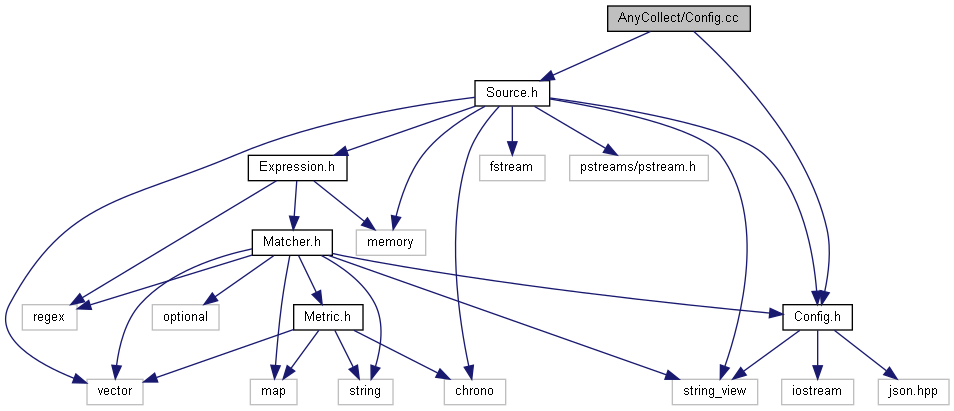 AnyCollect/Config.cc
Source.h
Expression.h
fstream
pstreams/pstream.h
Matcher.h
memory
regex
optional
Metric.h
Config.h
vector
map
string
chrono
string_view
iostream
json.hpp